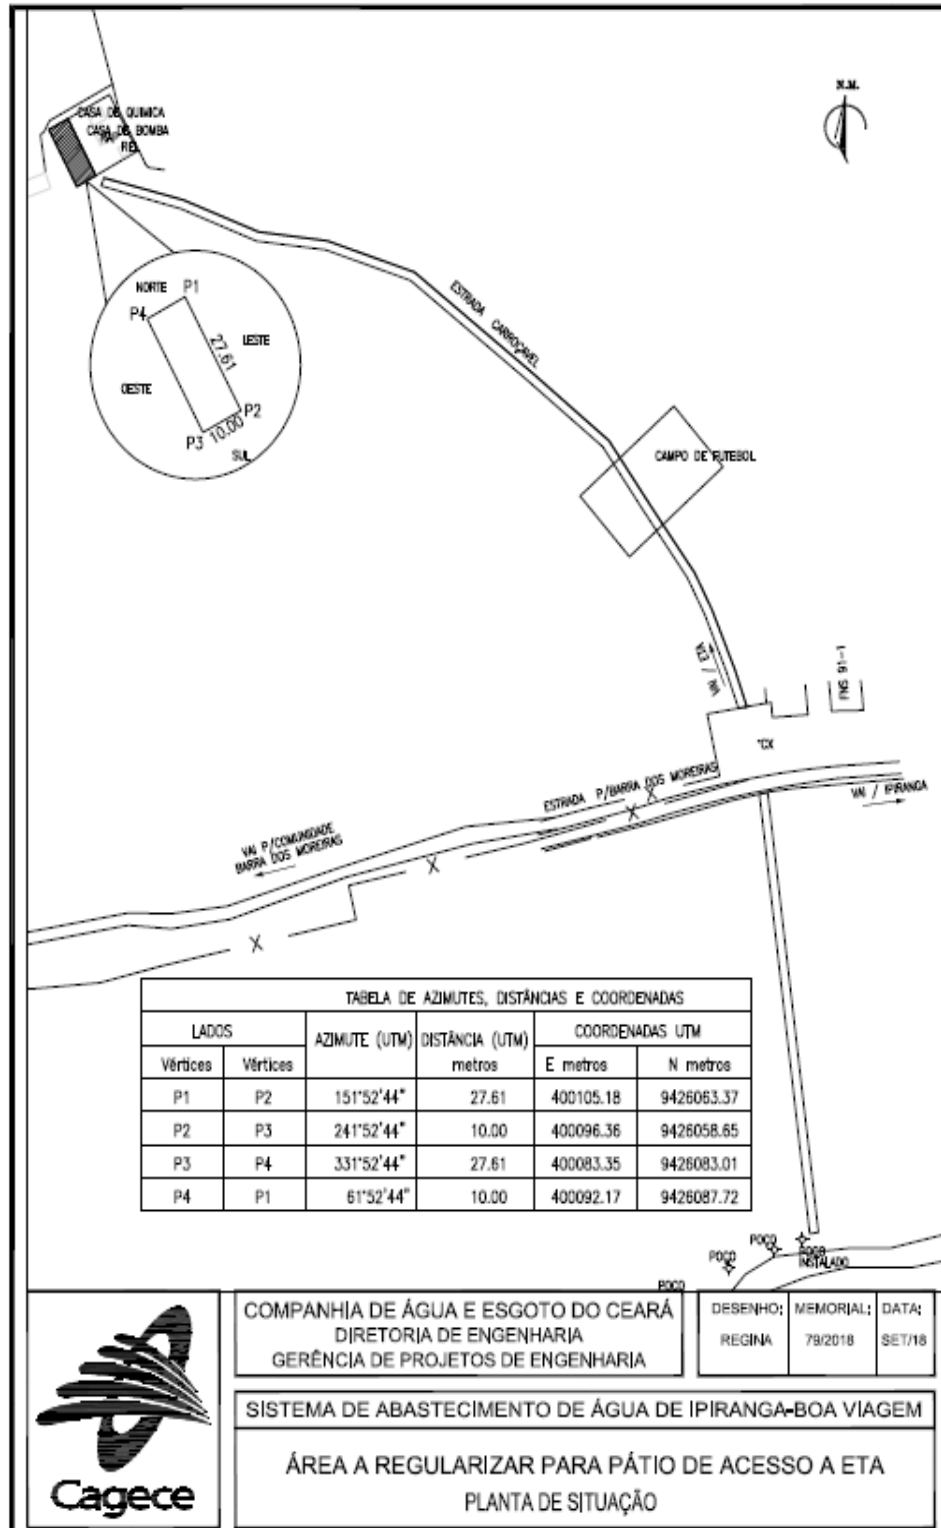 N.M.
CASA DE QUIMICA
CASA DE BOMBA
NORTE
P1
P4
LESTE
27.61
OESTE
P2
P3
10.00
SUL
ESTRADA CARROÇAVEL
CAMPO DE FUTEBOL
FNS 91-1
CX
ESTRADA P/BARRA DOS MOREIRAS
X
X
VAI / IPIRANGA
VAI P/COMUNIDADE
BARRA DOS MOREIRAS
X
X
TABELA DE AZIMUTES, DISTÂNCIAS E COORDENADAS
LADOS AZIMUTE (UTM) DISTÂNCIA (UTM) COORDENADAS UTM
Vértices Vértices metros E metros N metros
P1 P2 151°52'44" 27.61 400105.18 9426063.37
P2 P3 241°52'44" 10.00 400096.36 9426058.65
P3 P4 331°52'44" 27.61 400083.35 9426083.01
P4 P1 61°52'44" 10.00 400092.17 9426087.72
POÇO
POÇO
INSTALADO
POÇO
POÇO
COMPANHIA DE ÁGUA E ESGOTO DO CEARÁ
DIRETORIA DE ENGENHARIA
GERÊNCIA DE PROJETOS DE ENGENHARIA
DESENHO: MEMORIAL: DATA:
REGINA 79/2018 SET/18
SISTEMA DE ABASTECIMENTO DE ÁGUA DE IPIRANGA-BOA VIAGEM
ÁREA A REGULARIZAR PARA PÁTIO DE ACESSO A ETA
PLANTA DE SITUAÇÃO
Cagece